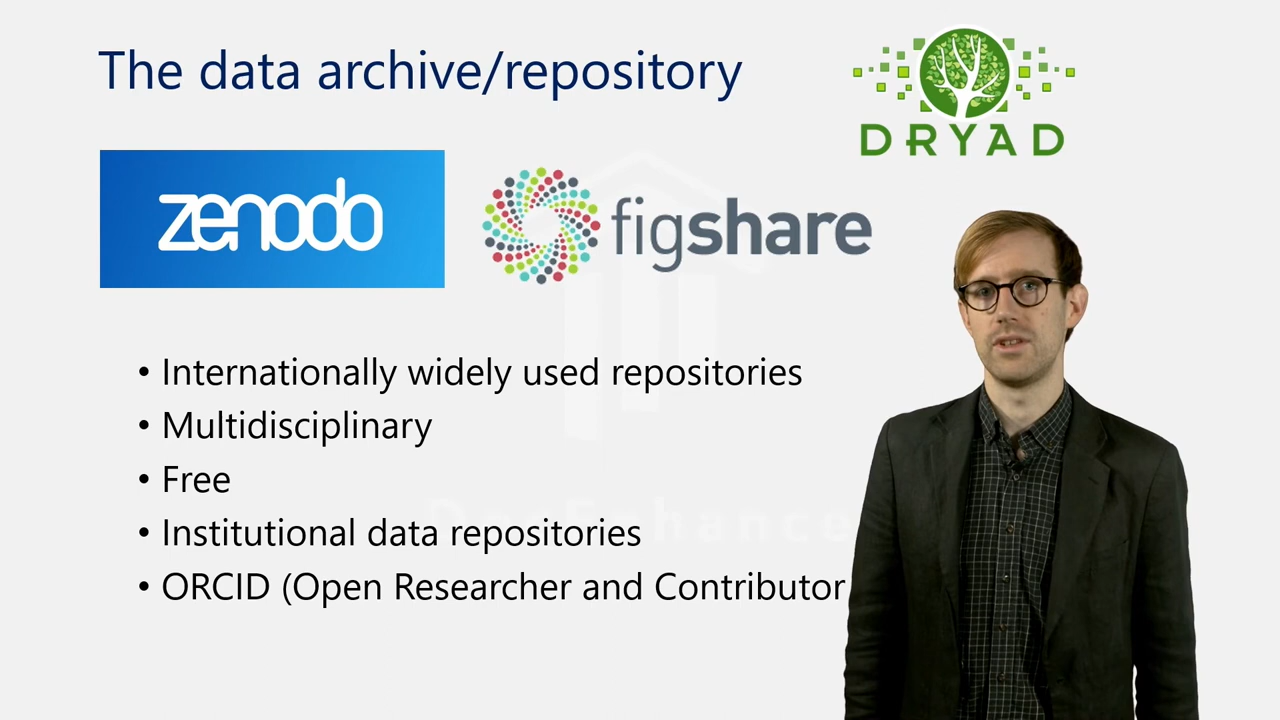 The data archive/repository
DRYAD
zenodo
figshare
• Internationally widely used repositories
• Multidisciplinary
• Free
• Institutional data repositories
• ORCID (Open Researcher and Contributor
DocEnhance